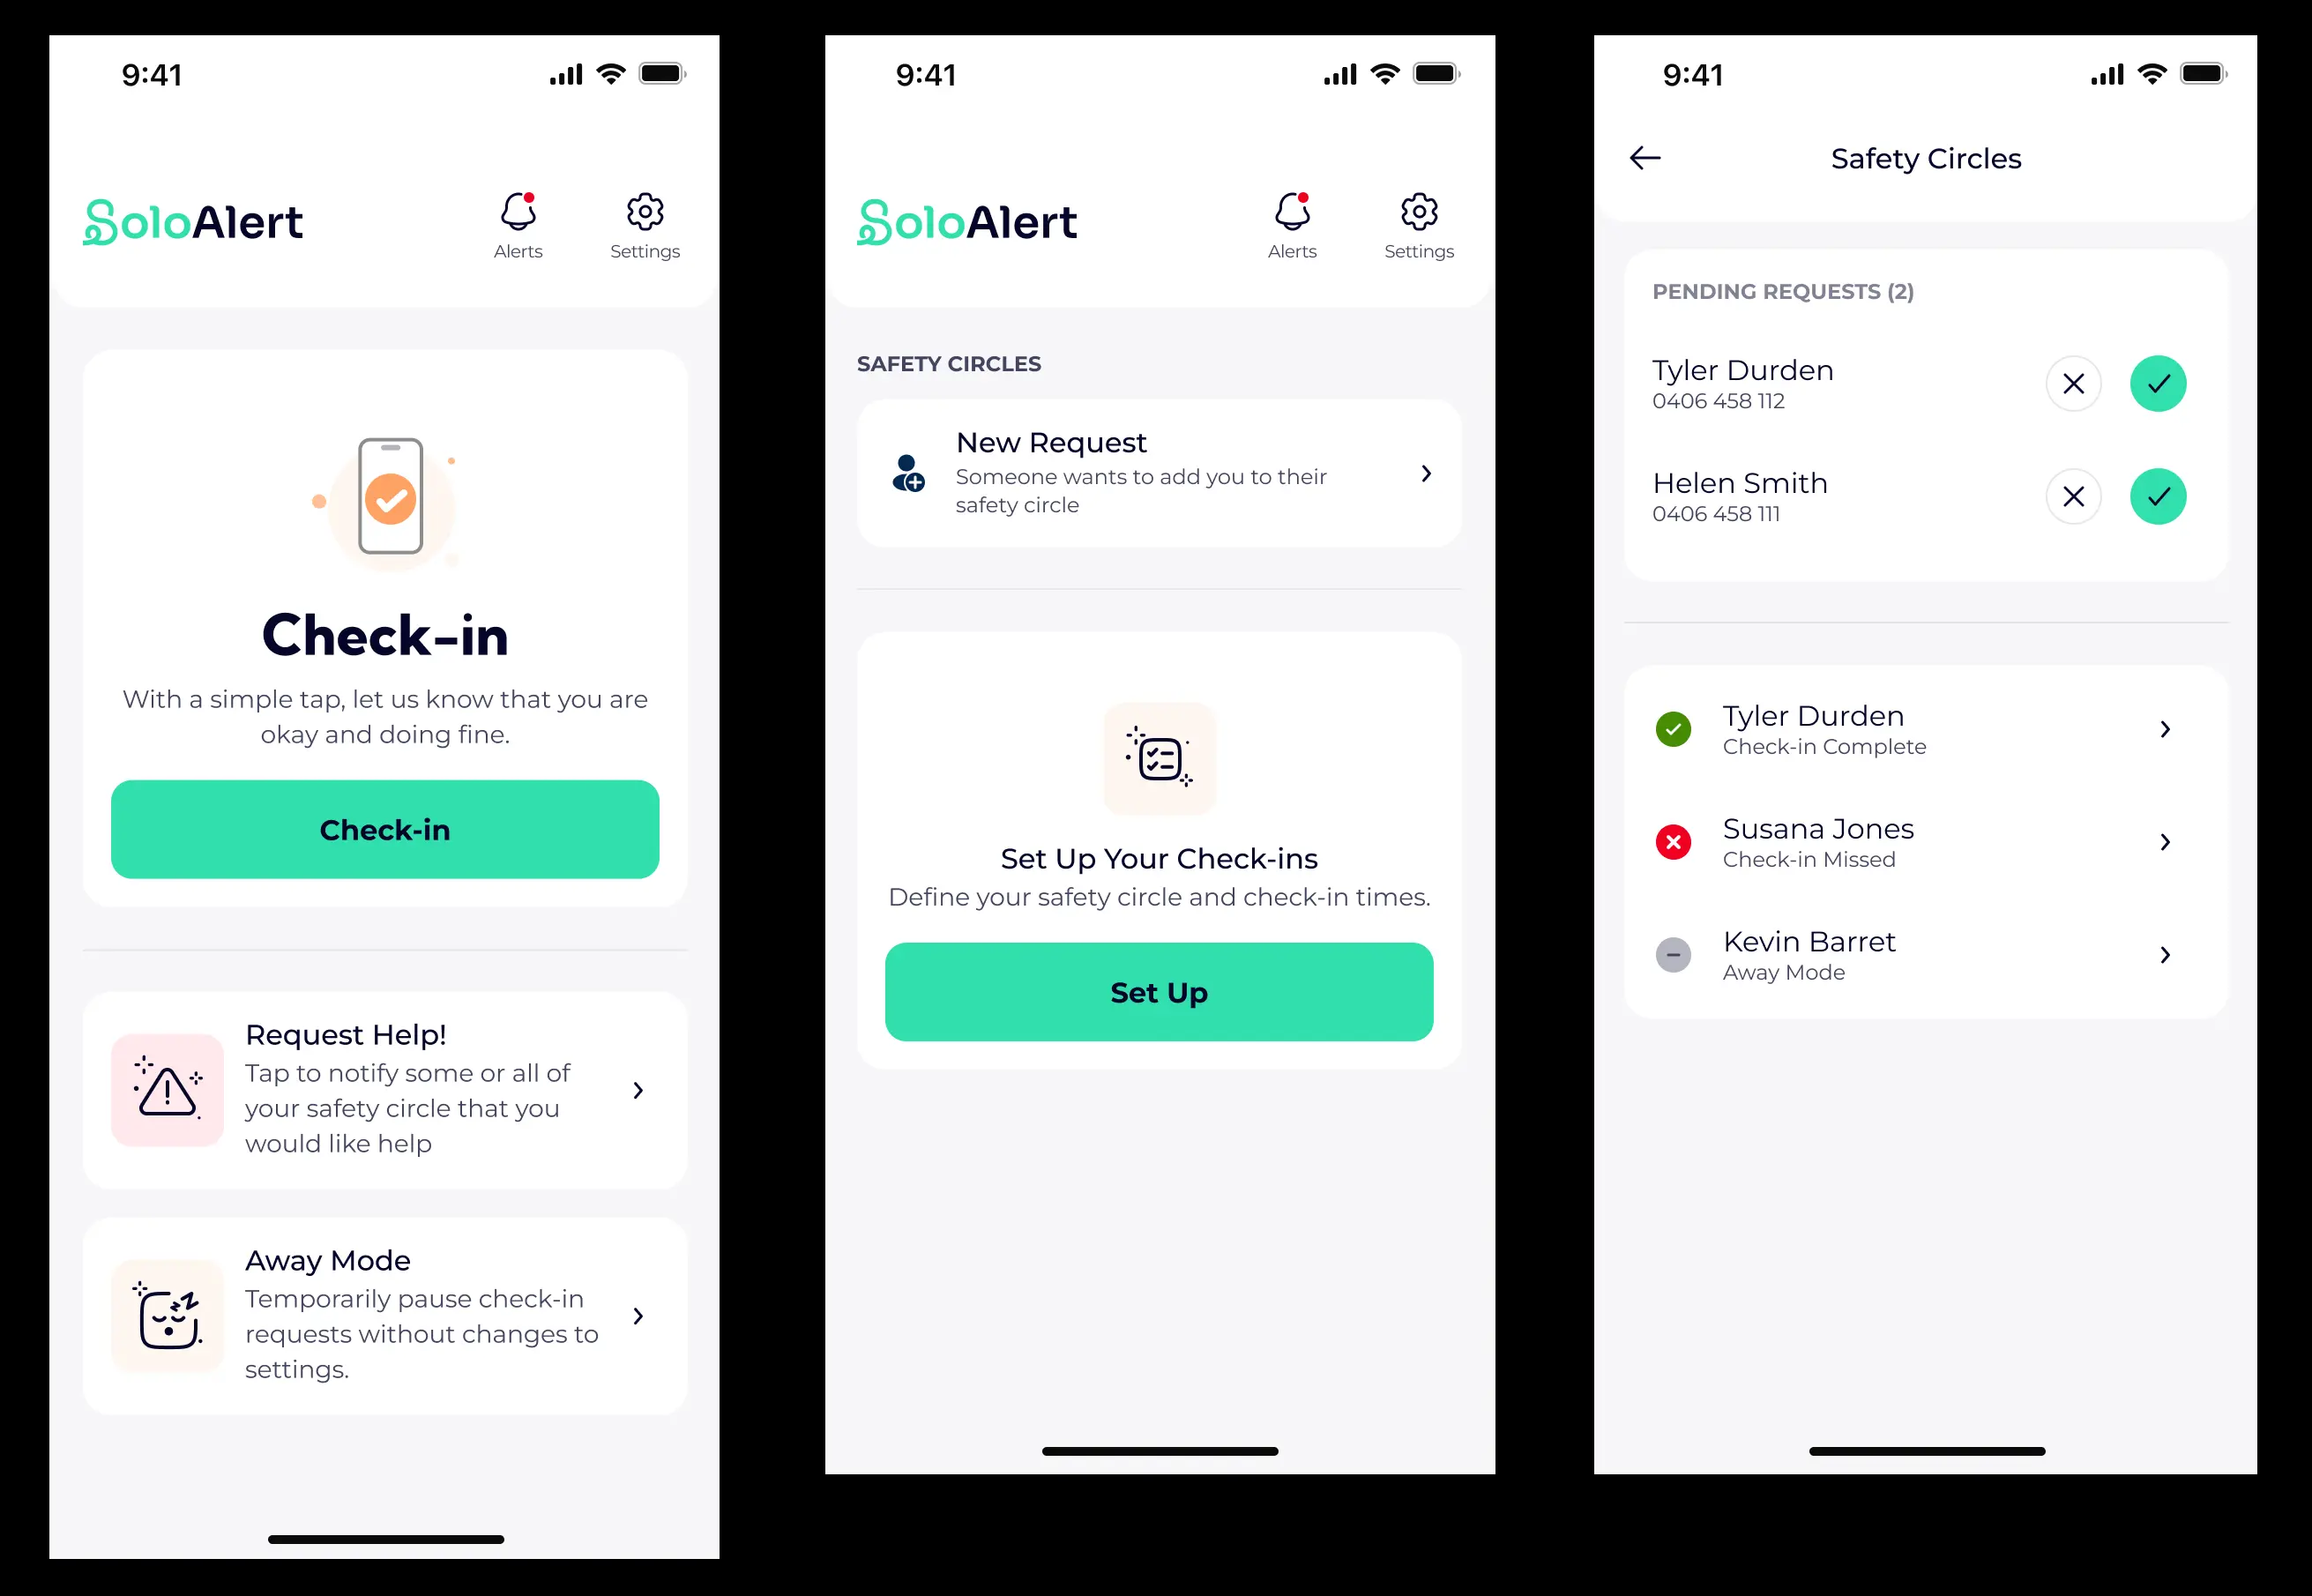 9:41
SoloAlert
Alerts
Settings
Check-in
With a simple tap, let us know that you are
okay and doing fine.
Check-in
Request Help!
Tap to notify some or all of
your safety circle that you
would like help
Away Mode
Temporarily pause check-in
requests without changes to
settings.
9:41
SoloAlert
Alerts
Settings
SAFETY CIRCLES
New Request
Someone wants to add you to their
safety circle
Set Up Your Check-ins
Define your safety circle and check-in times.
Set Up
9:41
Safety Circles
PENDING REQUESTS (2)
Tyler Durden
0406 458 112
Helen Smith
0406 458 111
Tyler Durden
Check-in Complete
Susana Jones
Check-in Missed
Kevin Barret
Away Mode